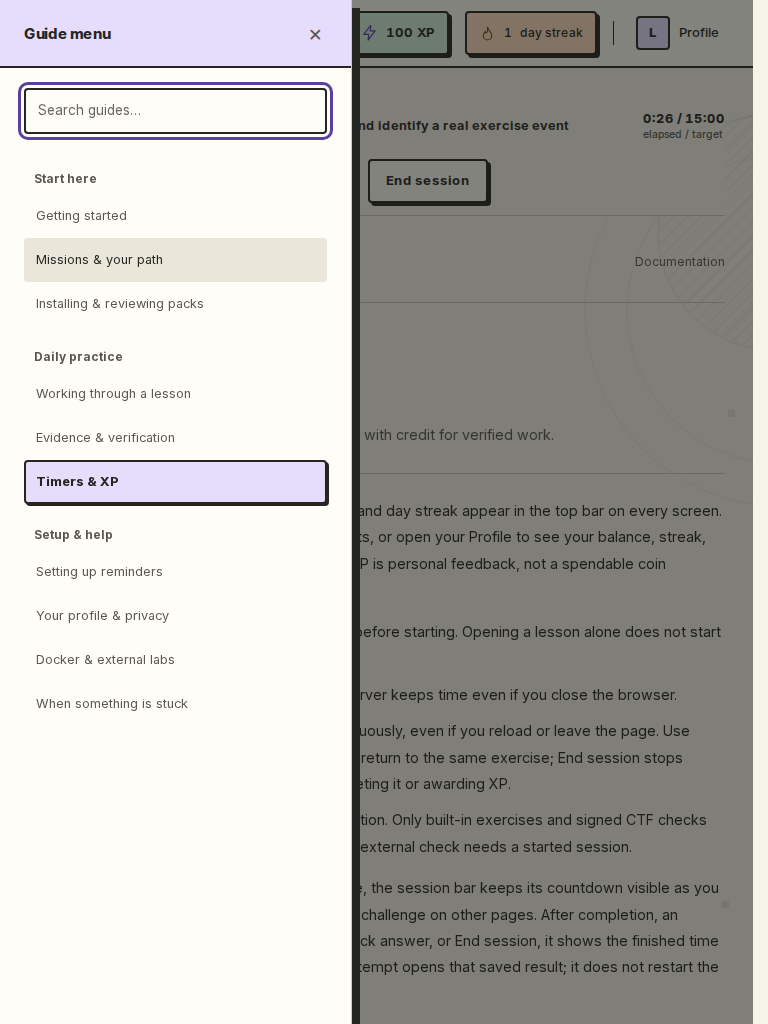 Guide menu
×
100 XP
1 day streak
L
Profile
Search guides…
Start here
Getting started
Missions & your path
Installing & reviewing packs
Daily practice
Working through a lesson
Evidence & verification
Timers & XP
Setup & help
Setting up reminders
Your profile & privacy
Docker & external labs
When something is stuck
identify a real exercise event
0:26 / 15:00
elapsed / target
End session
Documentation
with credit for verified work.
and day streak appear in the top bar on every screen.
or open your Profile to see your balance, streak,
is personal feedback, not a spendable coin
before starting. Opening a lesson alone does not start
keeps time even if you close the browser.
even if you reload or leave the page. Use
return to the same exercise; End session stops
it or awarding XP.
Only built-in exercises and signed CTF checks
external check needs a started session.
the session bar keeps its countdown visible as you
challenge on other pages. After completion, an
answer, or End session, it shows the finished time
opens that saved result; it does not restart the